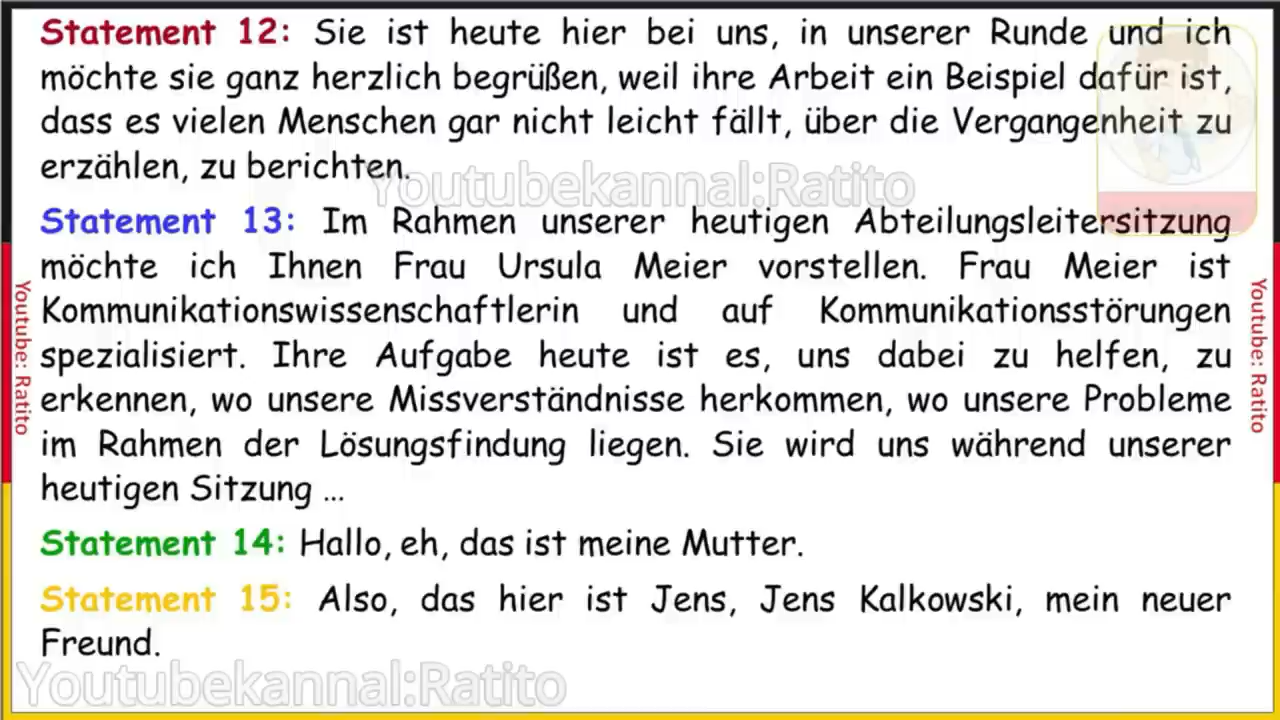 Statement 12: Sie ist heute hier bei uns, in unserer Runde und ich
möchte sie ganz herzlich begrüßen, weil ihre Arbeit ein Beispiel dafür ist,
dass es vielen Menschen gar nicht leicht fällt, über die Vergangenheit zu
erzählen, zu berichten.
Youtubekannal:Ratito
Statement 13: Im Rahmen unserer heutigen Abteilungsleitersitzung
möchte ich Ihnen Frau Ursula Meier vorstellen. Frau Meier ist
Kommunikationswissenschaftlerin und auf Kommunikationsstörungen
spezialisiert. Ihre Aufgabe heute ist es, uns dabei zu helfen, zu
erkennen, wo unsere Missverständnisse herkommen, wo unsere Probleme
im Rahmen der Lösungsfindung liegen. Sie wird uns während unserer
heutigen Sitzung ...
Youtube: Ratito
Youtube: Ratito
Statement 14: Hallo, eh, das ist meine Mutter.
Statement 15: Also, das hier ist Jens, Jens Kalkowski, mein neuer
Freund.
Youtubekannal:Ratito